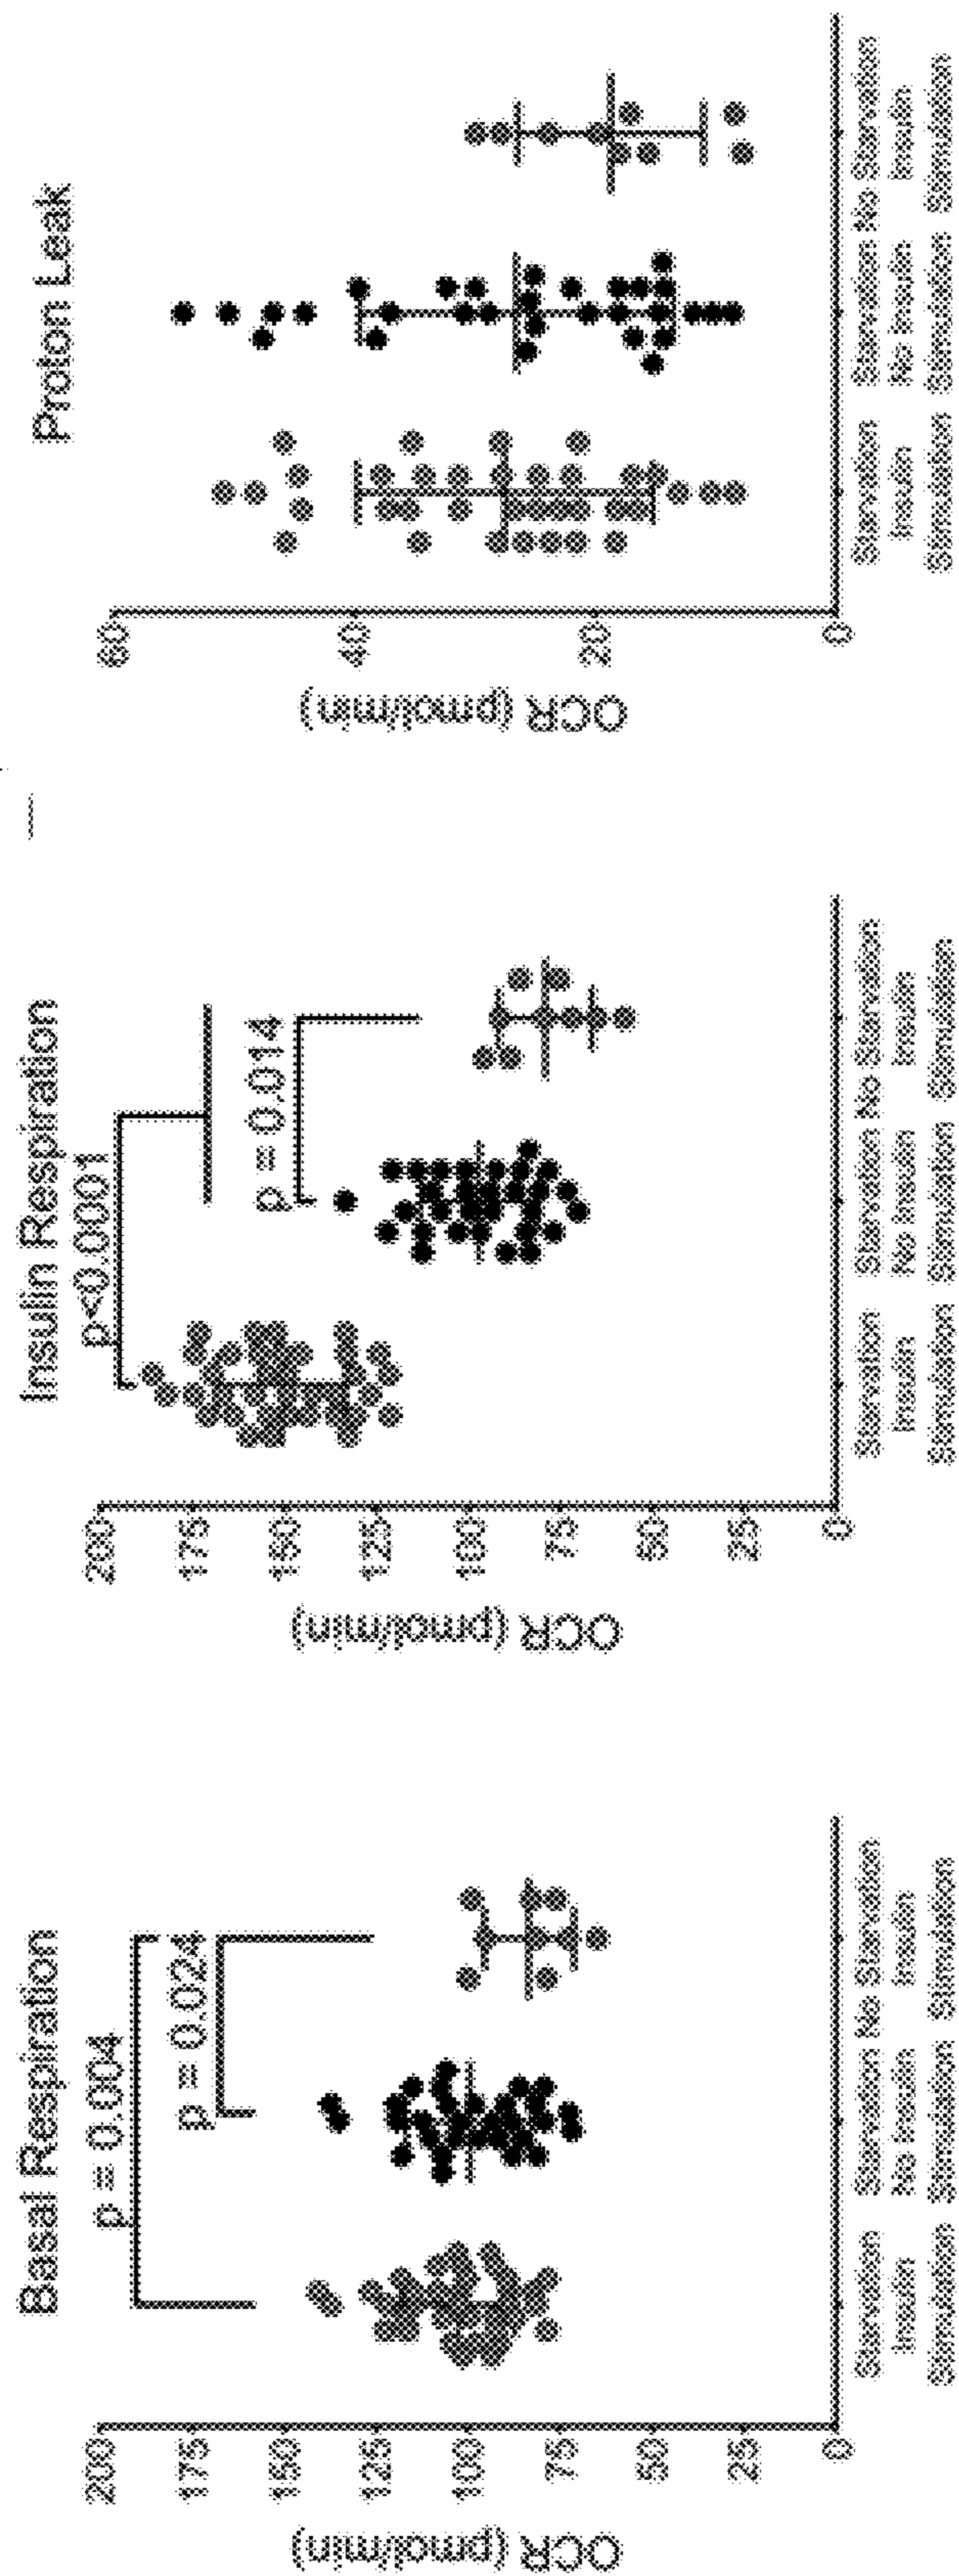 Basal Respiration
p = 0.004
p = 0.024
OCR (pmol/min)
200
175
150
125
100
75
50
25
0
Starvation Starvation No Starvation
Insulin No Insulin Insulin
Stimulation Stimulation Stimulation
Insulin Respiration
p<0.0001
p = 0.014
OCR (pmol/min)
200
175
150
125
100
75
50
25
0
Starvation Starvation No Starvation
Insulin No Insulin Insulin
Stimulation Stimulation Stimulation
Proton Leak
OCR (pmol/min)
60
40
20
0
Starvation Starvation No Starvation
Insulin No Insulin Insulin
Stimulation Stimulation Stimulation